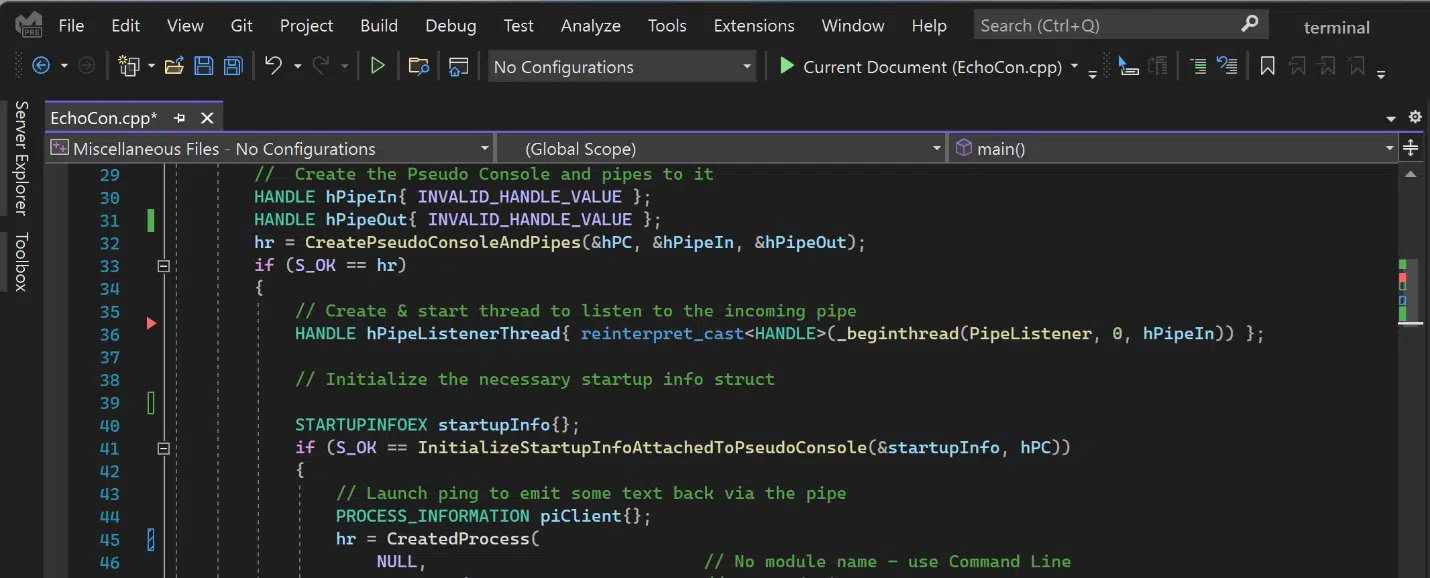 File Edit View Git Project Build Debug Test Analyze Tools Extensions Window Help Search (Ctrl+Q) terminal
PRE
No Configurations Current Document (EchoCon.cpp)
Server Explorer
Toolbox
EchoCon.cpp*
Miscellaneous Files - No Configurations (Global Scope) main()
29 // Create the Pseudo Console and pipes to it
30 HANDLE hPipeIn{ INVALID_HANDLE_VALUE };
31 HANDLE hPipeOut{ INVALID_HANDLE_VALUE };
32 hr = CreatePseudoConsoleAndPipes(&hPC, &hPipeIn, &hPipeOut);
33 if (S_OK == hr)
34 {
35 // Create & start thread to listen to the incoming pipe
36 HANDLE hPipeListenerThread{ reinterpret_cast<HANDLE>(_beginthread(PipeListener, 0, hPipeIn)) };
37
38 // Initialize the necessary startup info struct
39
40 STARTUPINFOEX startupInfo{};
41 if (S_OK == InitializeStartupInfoAttachedToPseudoConsole(&startupInfo, hPC))
42 {
43 // Launch ping to emit some text back via the pipe
44 PROCESS_INFORMATION piClient{};
45 hr = CreatedProcess(
46 NULL, // No module name - use Command Line